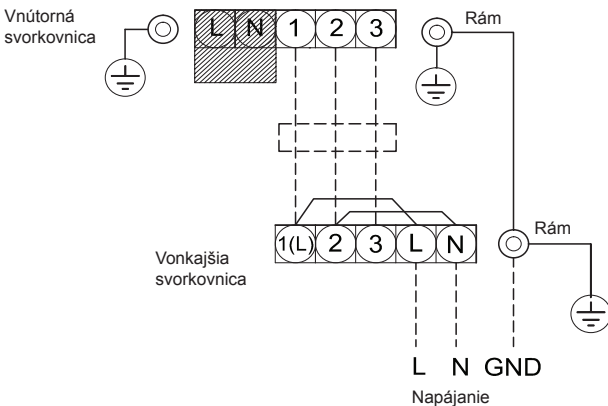 Vnútorná
svorkovnica
L N 1 2 3
Rám
1(L) 2 3 L N
Rám
Vonkajšia
svorkovnica
L N GND
Napájanie